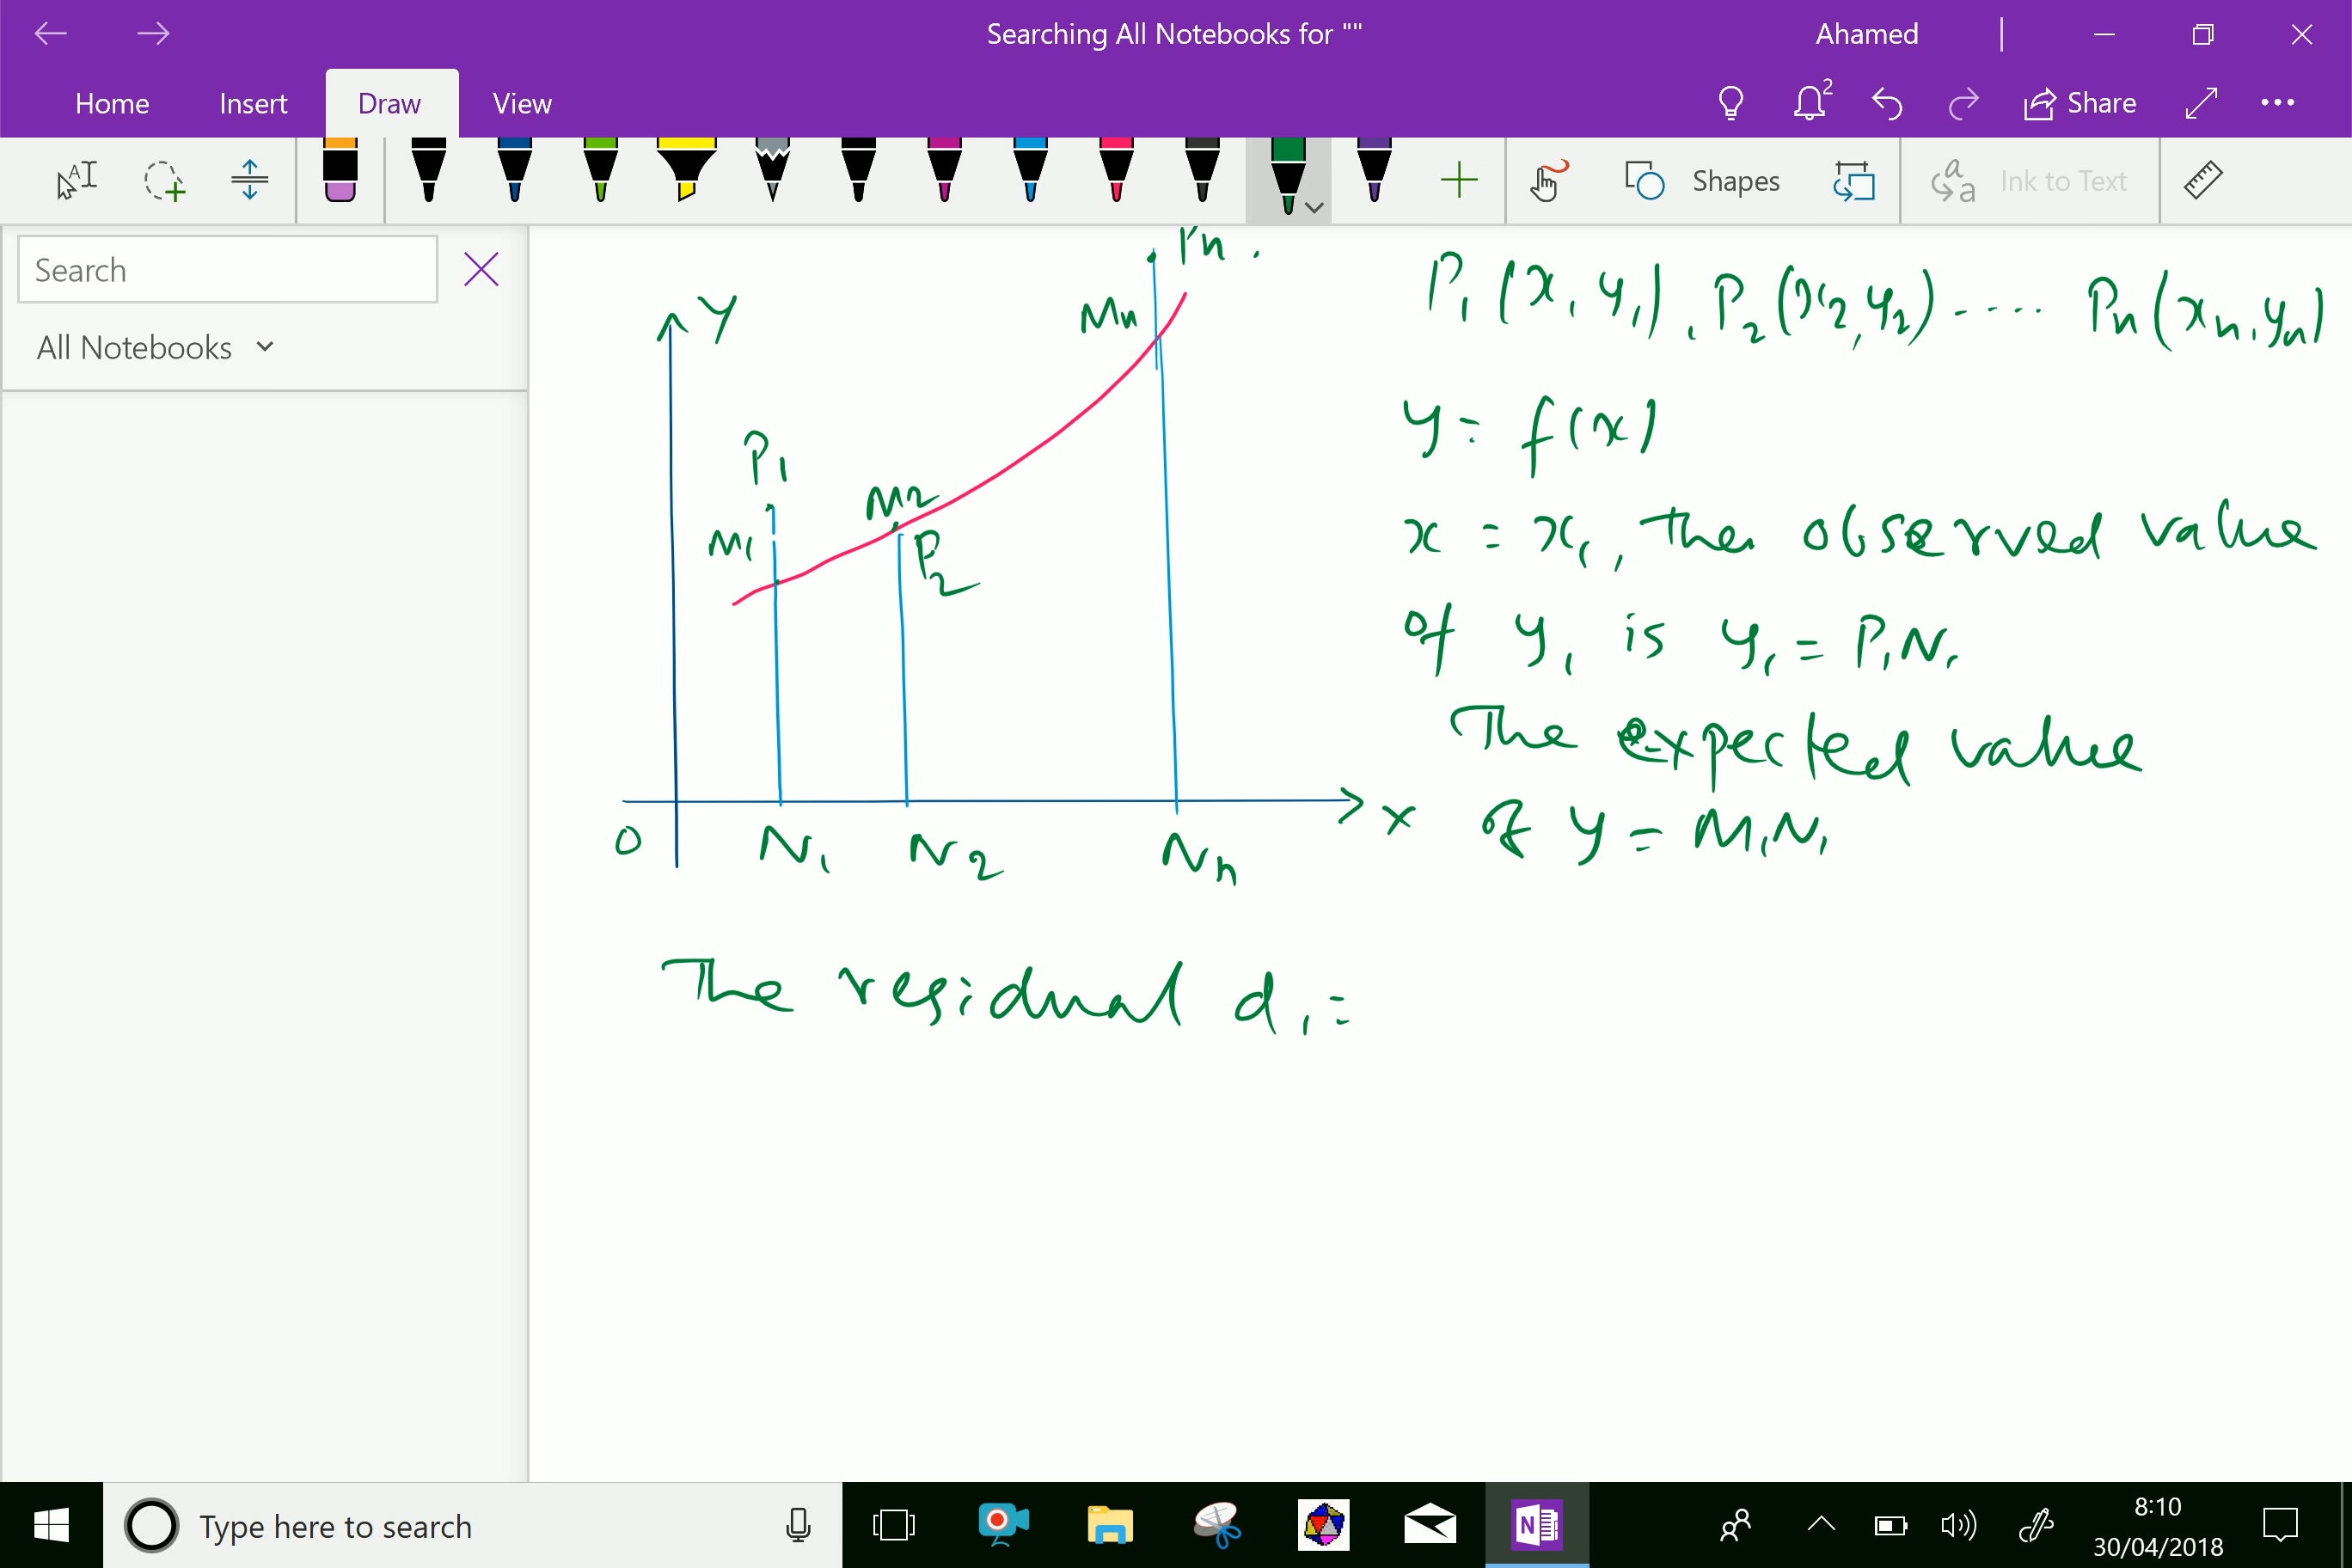 Searching All Notebooks for ""
Ahamed
Home Insert Draw View
2
Share
Shapes
Ink to Text
Search
All Notebooks
Pn .
Mn
Y
P1
M1
M2
P2
O
N1
N2
Nn
x
P1(x1, y1), P2(x2, y2) ..... Pn(xn, yn)
y = f(x)
x = x1, the observed value
of y1 is y1 = P1N1
The expected value
of y = M1N1
The residual d1 =
Type here to search
N
8:10
30/04/2018